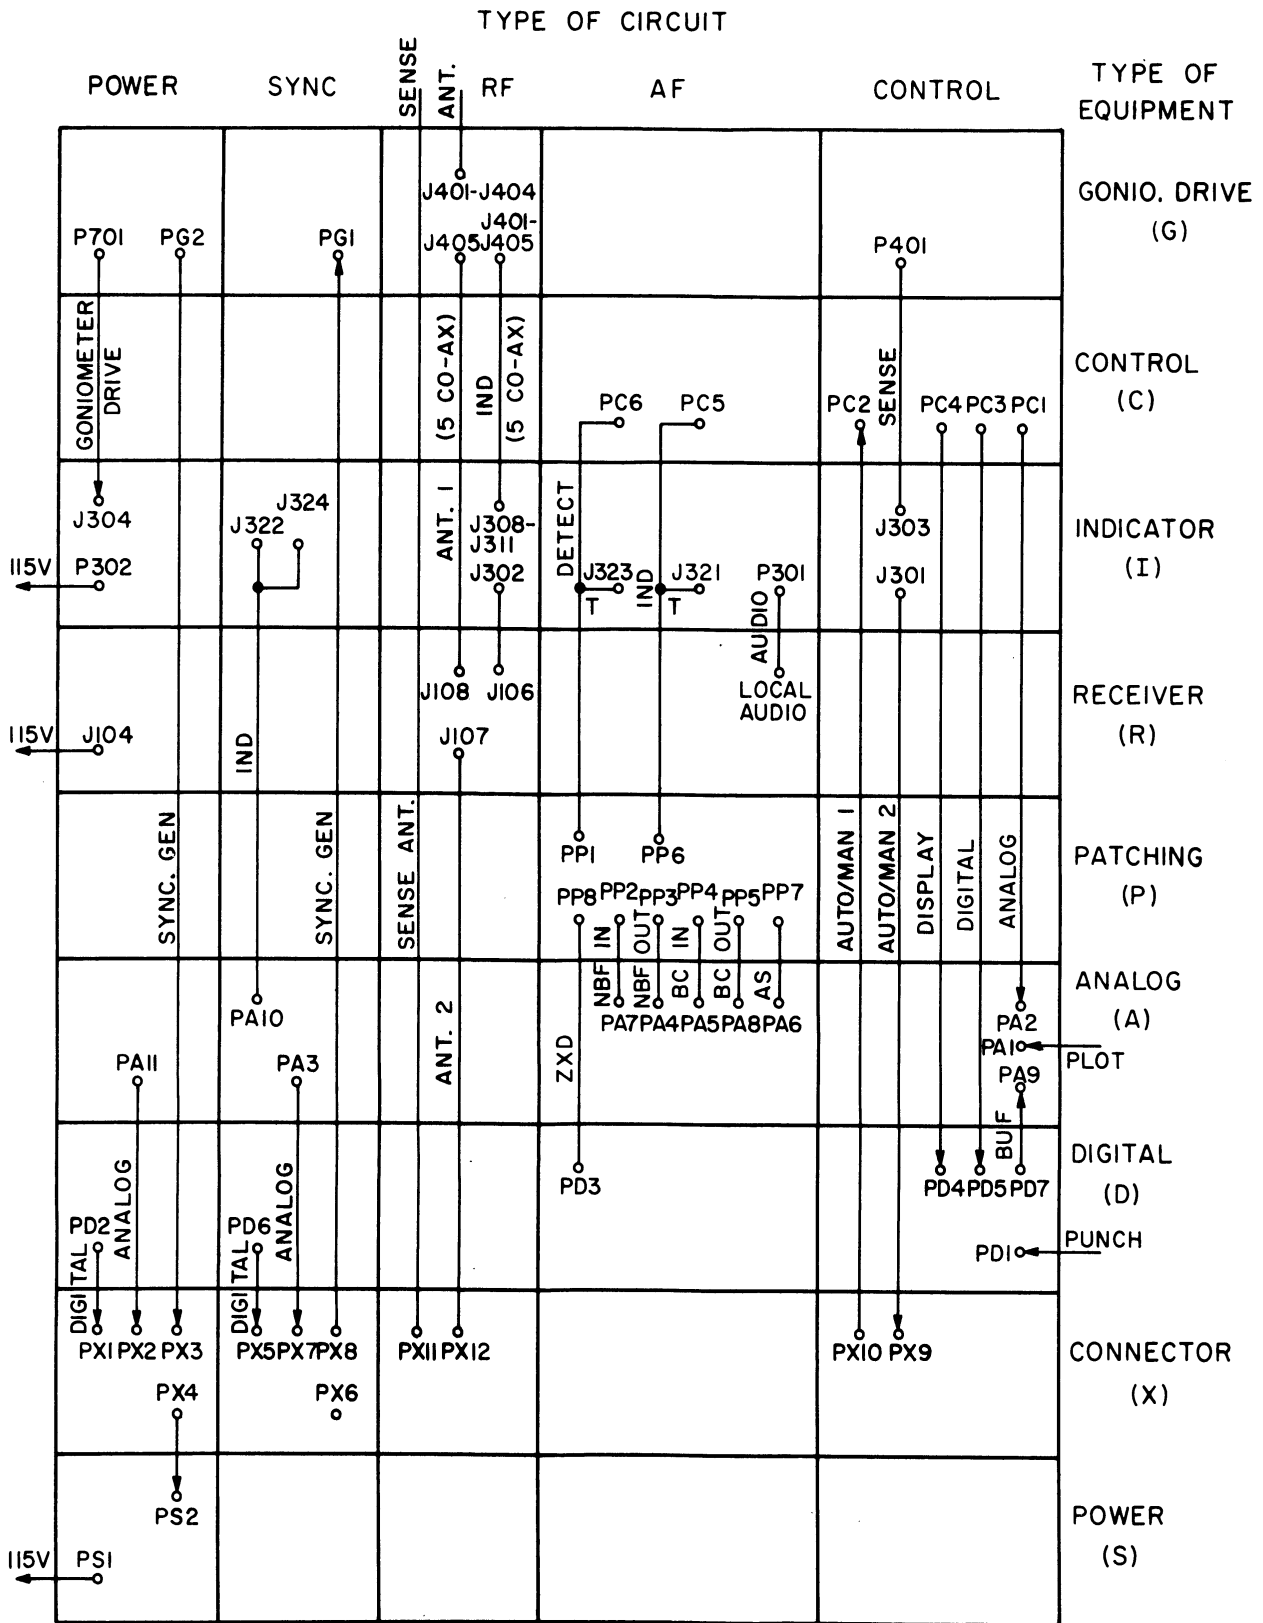 TYPE OF CIRCUIT
POWER SYNC SENSE ANT. RF AF CONTROL TYPE OF
EQUIPMENT
J401-J404 GONIO. DRIVE
J401- (G)
P701 PG2 PG1 J405 J405 P401
GONIOMETER
DRIVE
(5 CO-AX)
IND
(5 CO-AX)
SENSE
CONTROL
(C)
PC6 PC5 PC2 PC4 PC3 PC1
J304 J322 J324 ANT. 1 J308-
J311
DETECT
J303 INDICATOR
(I)
115V P302 J302 J323 IND J321 P301 J301
T T
AUDIO
J108 J106 LOCAL
AUDIO
RECEIVER
(R)
115V J104 IND J107
SYNC. GEN
SYNC. GEN
SENSE ANT.
PP1 PP6
AUTO/MAN 1
AUTO/MAN 2
DISPLAY
DIGITAL
ANALOG
PATCHING
(P)
PP8 PP2 PP3 PP4 PP5 PP7
NBF IN
NBF OUT
BC IN
BC OUT
AS
PA10 PA7 PA4 PA5 PA8 PA6 PA2
ANALOG
(A)
PA1 PLOT
PA11 PA3 ANT. 2 ZXD PA9
BUF
ANALOG
ANALOG
PD3 PD4 PD5 PD7
DIGITAL
(D)
PD2 PD6
PD1 PUNCH
DIGITAL
DIGITAL
PX1 PX2 PX3 PX5 PX7 PX8 PX11 PX12 PX10 PX9
CONNECTOR
(X)
PX4 PX6
PS2
POWER
(S)
115V PS1